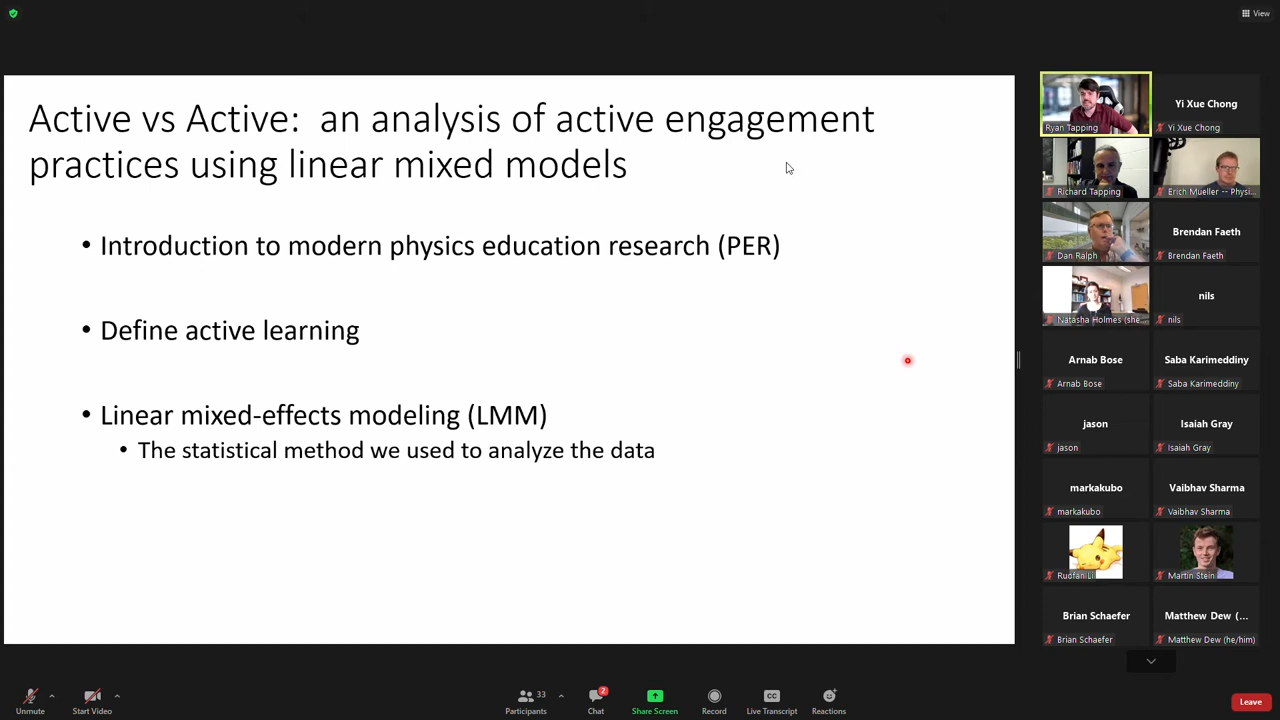 View
Active vs Active: an analysis of active engagement
practices using linear mixed models
• Introduction to modern physics education research (PER)
• Define active learning
• Linear mixed-effects modeling (LMM)
• The statistical method we used to analyze the data
Ryan Tapping
Yi Xue Chong
Yi Xue Chong
Richard Tapping
Erich Mueller -- Physi...
Dan Ralph
Brendan Faeth
Brendan Faeth
Natasha Holmes (she...
nils
nils
Arnab Bose
Arnab Bose
Saba Karimeddiny
Saba Karimeddiny
jason
jason
Isaiah Gray
Isaiah Gray
markakubo
markakubo
Vaibhav Sharma
Vaibhav Sharma
Ruofan Li
Martin Stein
Brian Schaefer
Brian Schaefer
Matthew Dew (...
Matthew Dew (he/him)
Unmute
Start Video
33
Participants
2
Chat
Share Screen
Record
CC
Live Transcript
Reactions
Leave